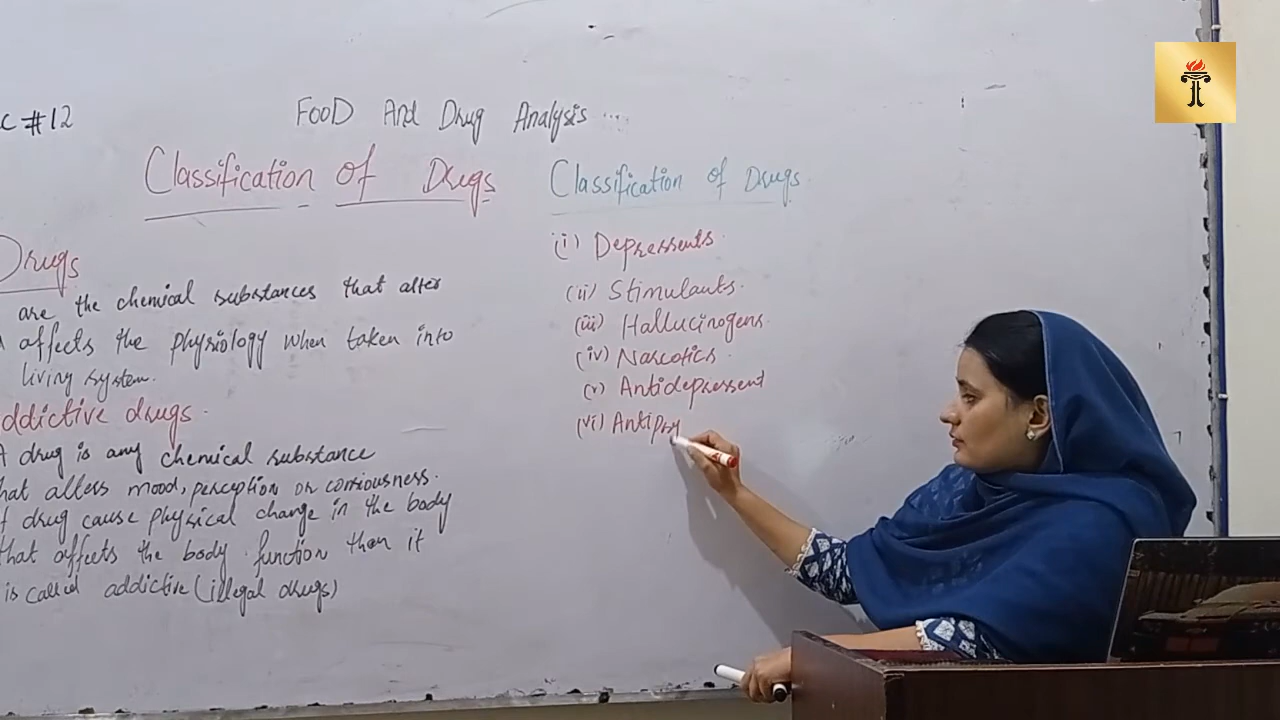 c #12
FooD And Drug Analysis ...
Classification of Drugs
Drugs
are the chemical substances that alter
affects the physiology when taken into
living system.
ddictive drugs.
A drug is any chemical substance
hat alters mood, perception or consiousness.
f drug cause physical change in the body
that affects the body function than it
is called addictive (illegal drugs)
Classification of Drugs.
(i) Depressents.
(ii) Stimulants.
(iii) Hallucinogens.
(iv) Narcotics.
(v) Antidepressent
(vi) Antipsy